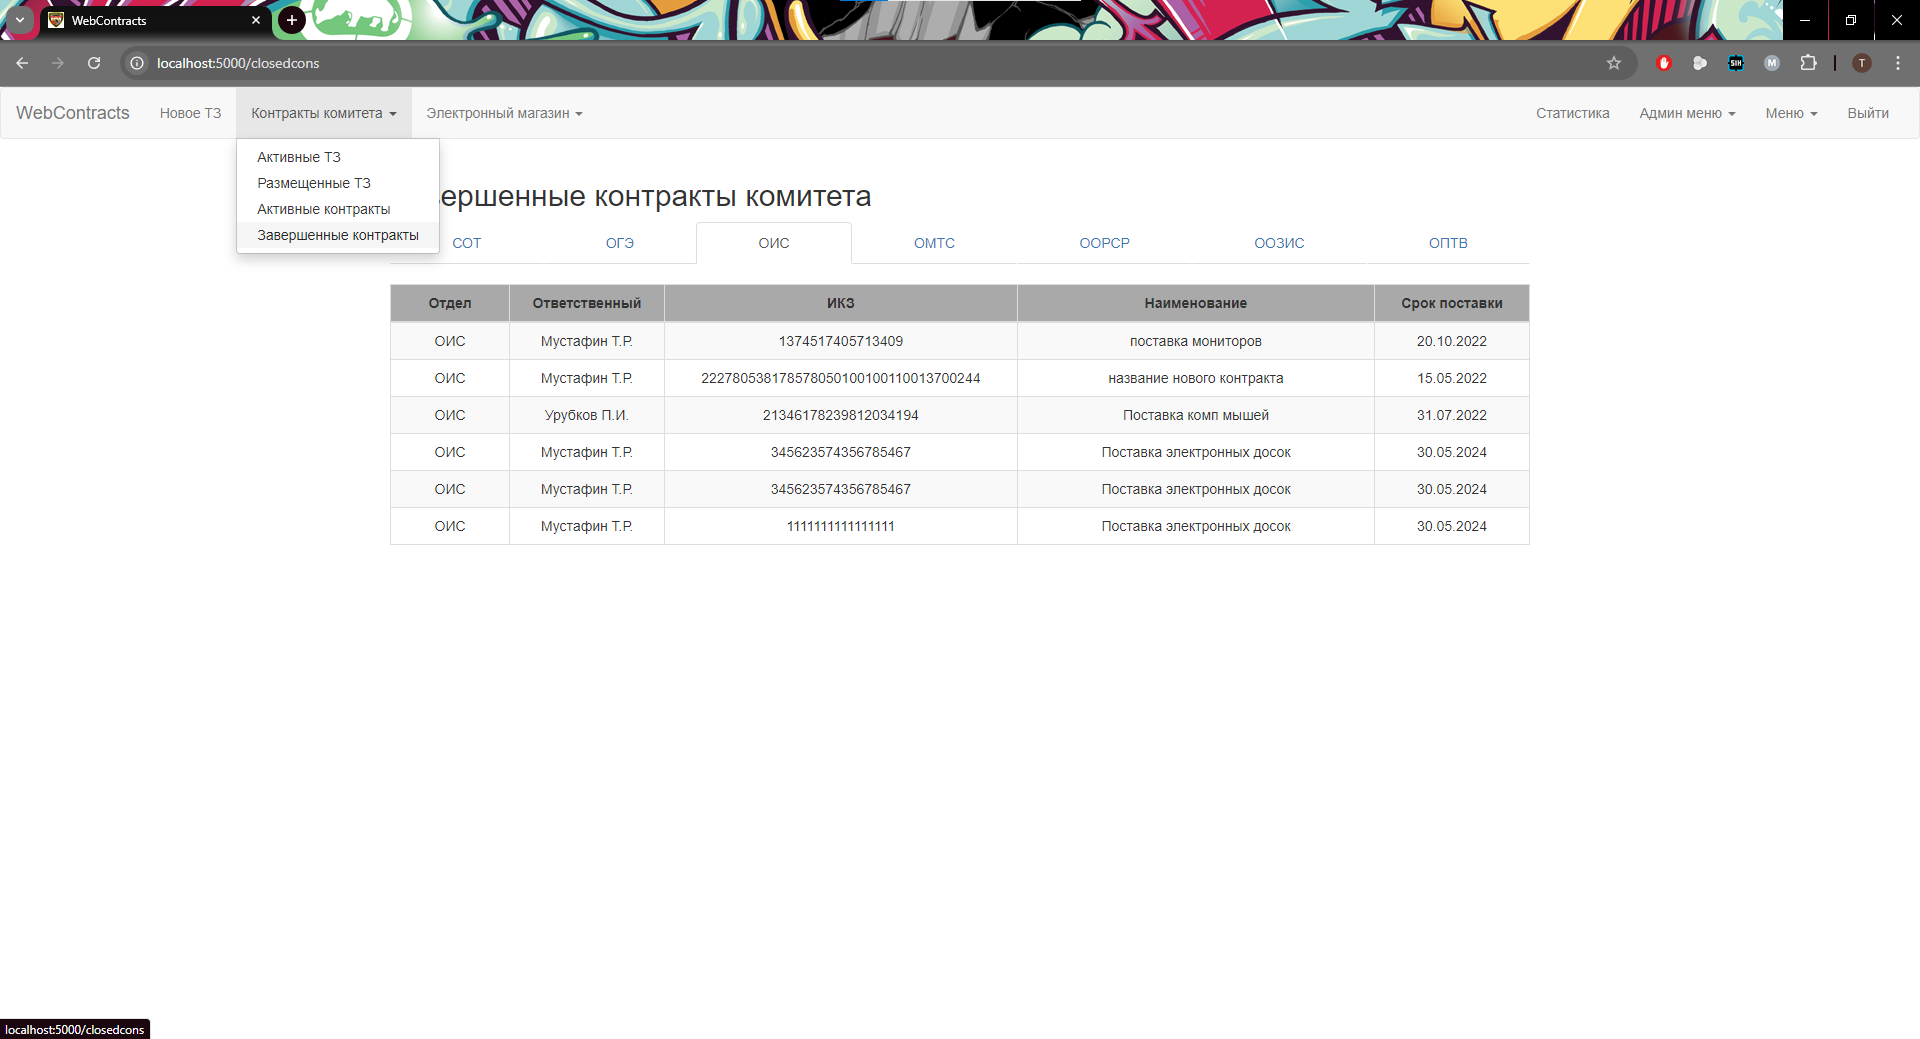 WebContracts
localhost:5000/closedcons
WebContracts Новое ТЗ Контракты комитета Электронный магазин Статистика Админ меню Меню Выйти
Активные ТЗ
Размещенные ТЗ
Активные контракты
Завершенные контракты
ершенные контракты комитета
СОТ ОГЭ ОИС ОМТС ООРСР ООЗИС ОПТВ
Отдел Ответственный ИКЗ Наименование Срок поставки
ОИС Мустафин Т.Р. 1374517405713409 поставка мониторов 20.10.2022
ОИС Мустафин Т.Р. 222780538178578050100100110013700244 название нового контракта 15.05.2022
ОИС Урубков П.И. 21346178239812034194 Поставка комп мышей 31.07.2022
ОИС Мустафин Т.Р. 345623574356785467 Поставка электронных досок 30.05.2024
ОИС Мустафин Т.Р. 345623574356785467 Поставка электронных досок 30.05.2024
ОИС Мустафин Т.Р. 1111111111111111 Поставка электронных досок 30.05.2024
localhost:5000/closedcons